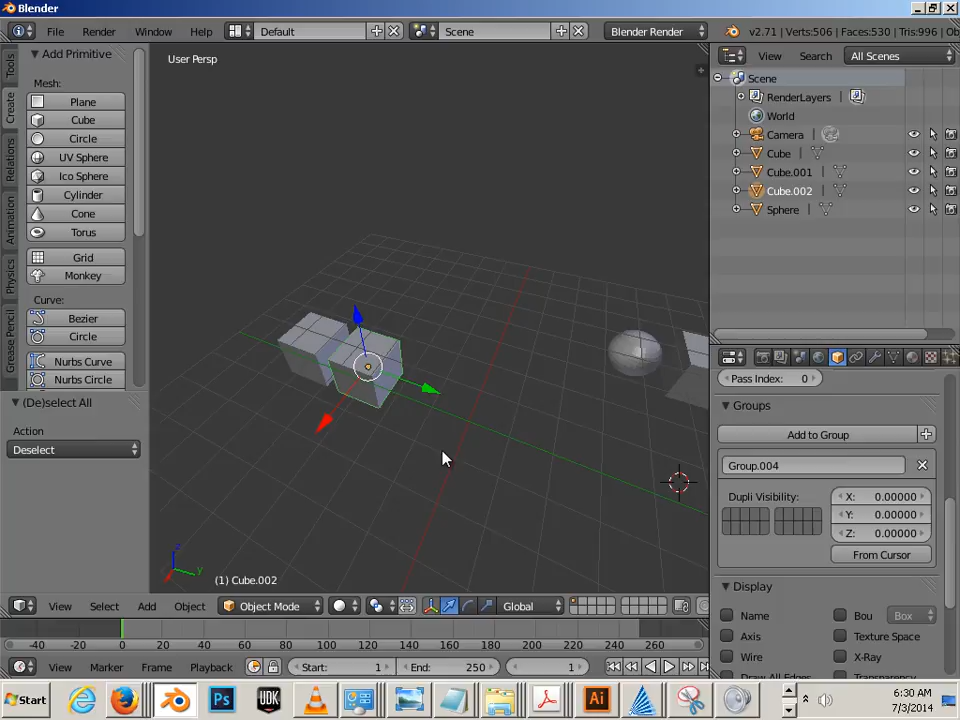 Blender
File Render Window Help Default Scene Blender Render v2.71 | Verts:506 | Faces:530 | Tris:996 | Ob
Tools
Create
Relations
Animation
Physics
Grease Pencil
Add Primitive
Mesh:
Plane
Cube
Circle
UV Sphere
Ico Sphere
Cylinder
Cone
Torus
Grid
Monkey
Curve:
Bezier
Circle
Nurbs Curve
Nurbs Circle
(De)select All
Action
Deselect
User Persp
z
y
(1) Cube.002
View Select Add Object Object Mode Global
View Search All Scenes
Scene
RenderLayers
World
Camera
Cube
Cube.001
Cube.002
Sphere
Pass Index: 0
Groups
Add to Group
Group.004
Dupli Visibility:
X: 0.00000
Y: 0.00000
Z: 0.00000
From Cursor
Display
Name Bou Box
Axis Texture Space
Wire X-Ray
-40 -20 0 20 40 60 80 100 120 140 160 180 200 220 240 260
View Marker Frame Playback Start: 1 End: 250 1
Start Ps UDK Ai 6:30 AM
7/3/2014